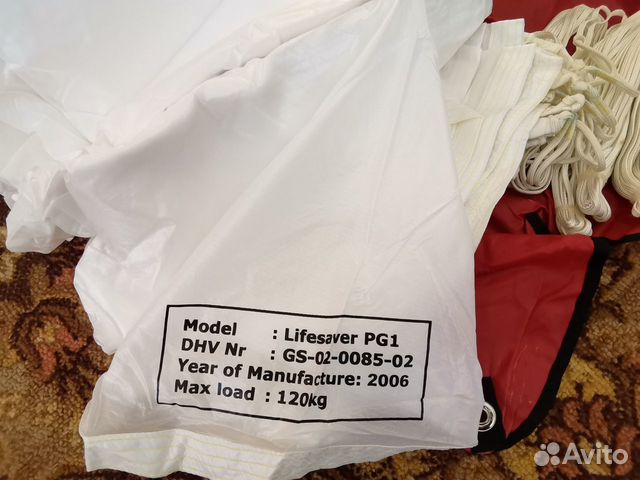 Model : Lifesaver PG1
DHV Nr : GS-02-0085-02
Year of Manufacture: 2006
Max load : 120kg
Avito